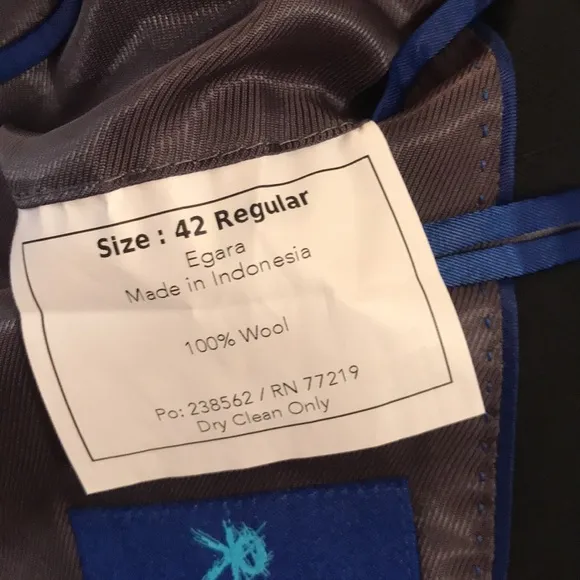 Size : 42 Regular
Egara
Made in Indonesia
100% Wool
Po: 238562 / RN 77219
Dry Clean Only